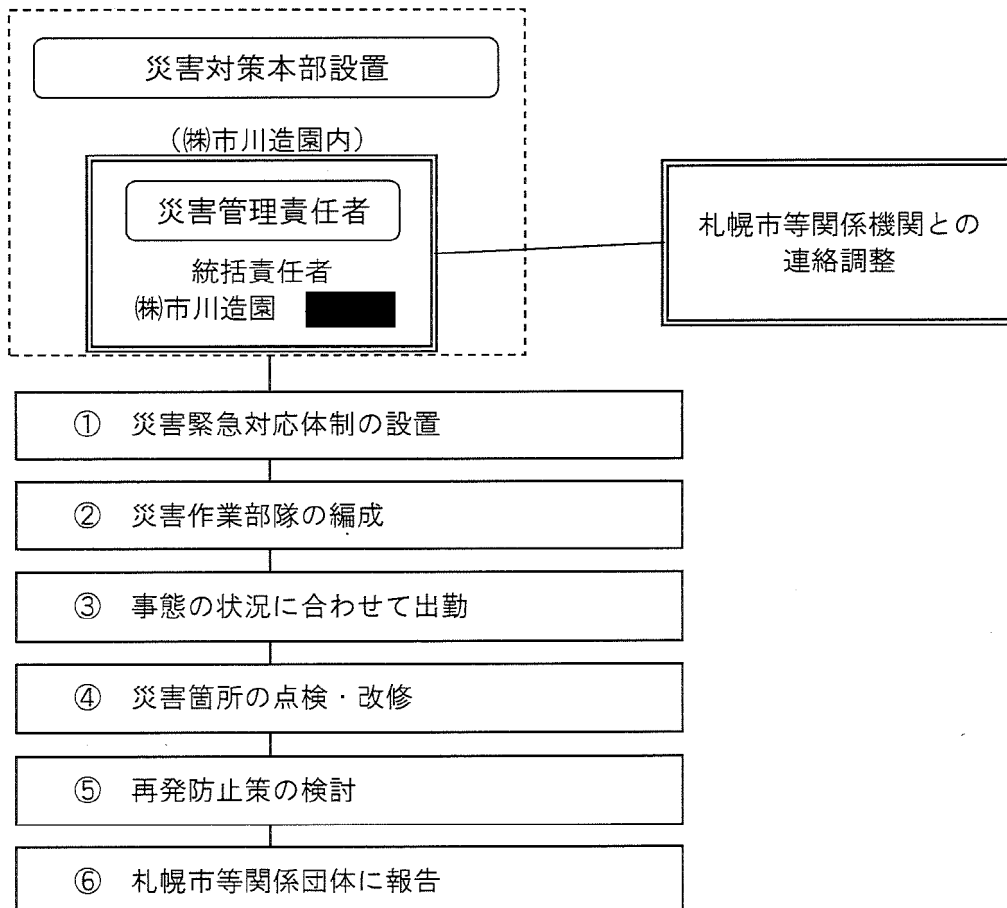 災害対策本部設置
（㈱市川造園内）
災害管理責任者
統括責任者
㈱市川造園
札幌市等関係機関との
連絡調整
① 災害緊急対応体制の設置
② 災害作業部隊の編成
③ 事態の状況に合わせて出勤
④ 災害箇所の点検・改修
⑤ 再発防止策の検討
⑥ 札幌市等関係団体に報告